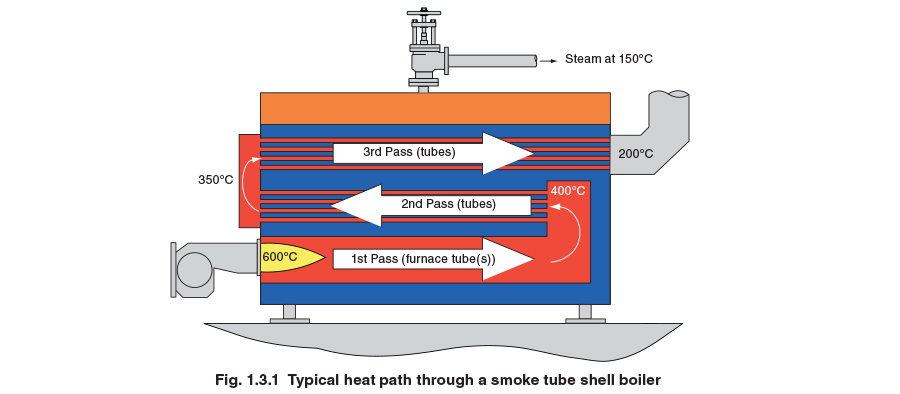 Steam at 150°C
3rd Pass (tubes)
200°C
350°C
400°C
2nd Pass (tubes)
600°C
1st Pass (furnace tube(s))
Fig. 1.3.1 Typical heat path through a smoke tube shell boiler